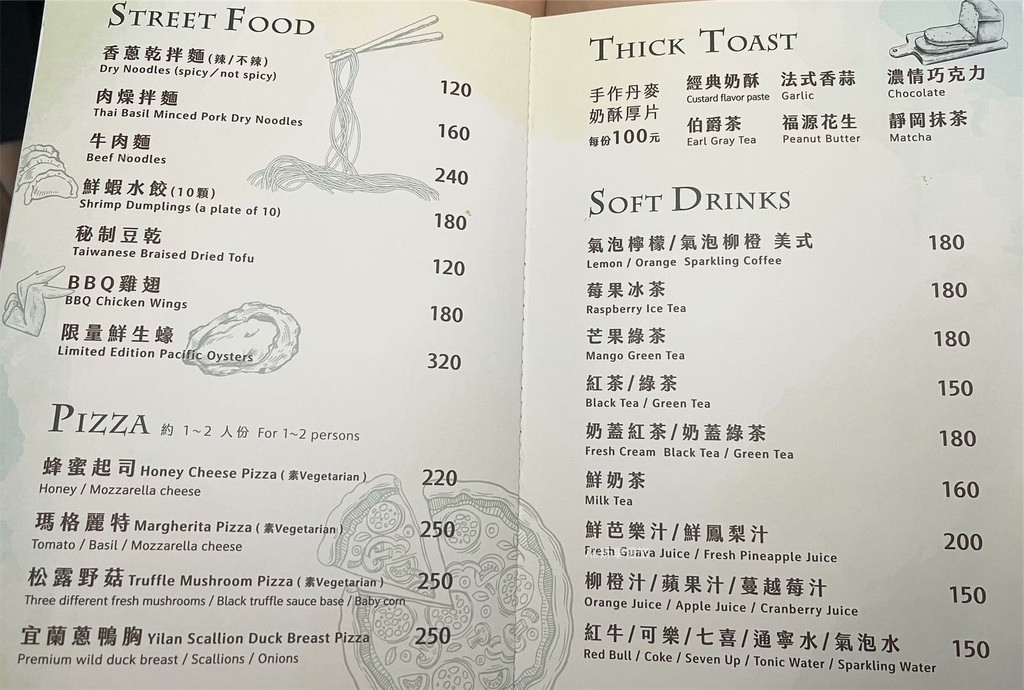 STREET FOOD
香蔥乾拌麵(辣/不辣)
Dry Noodles (spicy/not spicy)
120
肉燥拌麵
Thai Basil Minced Pork Dry Noodles
160
牛肉麵
Beef Noodles
240
鮮蝦水餃(10顆)
Shrimp Dumplings (a plate of 10)
180
秘制豆乾
Taiwanese Braised Dried Tofu
120
BBQ雞翅
BBQ Chicken Wings
180
限量鮮生蠔
Limited Edition Pacific Oysters
320
PIZZA 約 1~2 人份 For 1~2 persons
蜂蜜起司 Honey Cheese Pizza (素Vegetarian) 220
Honey / Mozzarella cheese
瑪格麗特 Margherita Pizza (素Vegetarian) 250
Tomato / Basil / Mozzarella cheese
松露野菇 Truffle Mushroom Pizza (素Vegetarian) 250
Three different fresh mushrooms / Black truffle sauce base / Baby corn
宜蘭蔥鴨胸 Yilan Scallion Duck Breast Pizza 250
Premium wild duck breast / Scallions / Onions
THICK TOAST
手作丹麥
奶酥厚片
每份100元
經典奶酥 法式香蒜 濃情巧克力
Custard flavor paste Garlic Chocolate
伯爵茶 福源花生 靜岡抹茶
Earl Gray Tea Peanut Butter Matcha
SOFT DRINKS
氣泡檸檬/氣泡柳橙 美式 180
Lemon / Orange Sparkling Coffee
莓果冰茶 180
Raspberry Ice Tea
芒果綠茶 180
Mango Green Tea
紅茶/綠茶 150
Black Tea / Green Tea
奶蓋紅茶/奶蓋綠茶 180
Fresh Cream Black Tea / Green Tea
鮮奶茶 160
Milk Tea
鮮芭樂汁/鮮鳳梨汁 200
Fresh Guava Juice / Fresh Pineapple Juice
柳橙汁/蘋果汁/蔓越莓汁 150
Orange Juice / Apple Juice / Cranberry Juice
紅牛/可樂/七喜/通寧水/氣泡水 150
Red Bull / Coke / Seven Up / Tonic Water / Sparkling Water